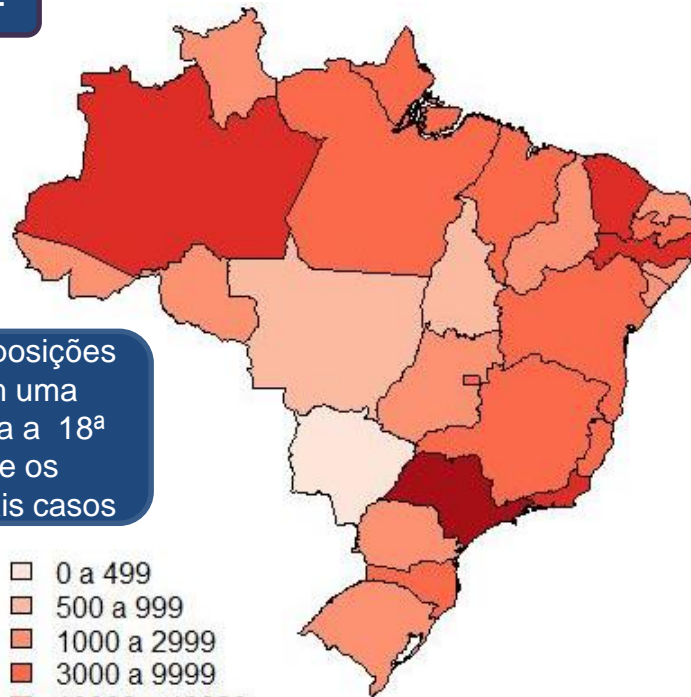 posições
m uma
a a 18ª
e os
is casos
0 a 499
500 a 999
1000 a 2999
3000 a 9999